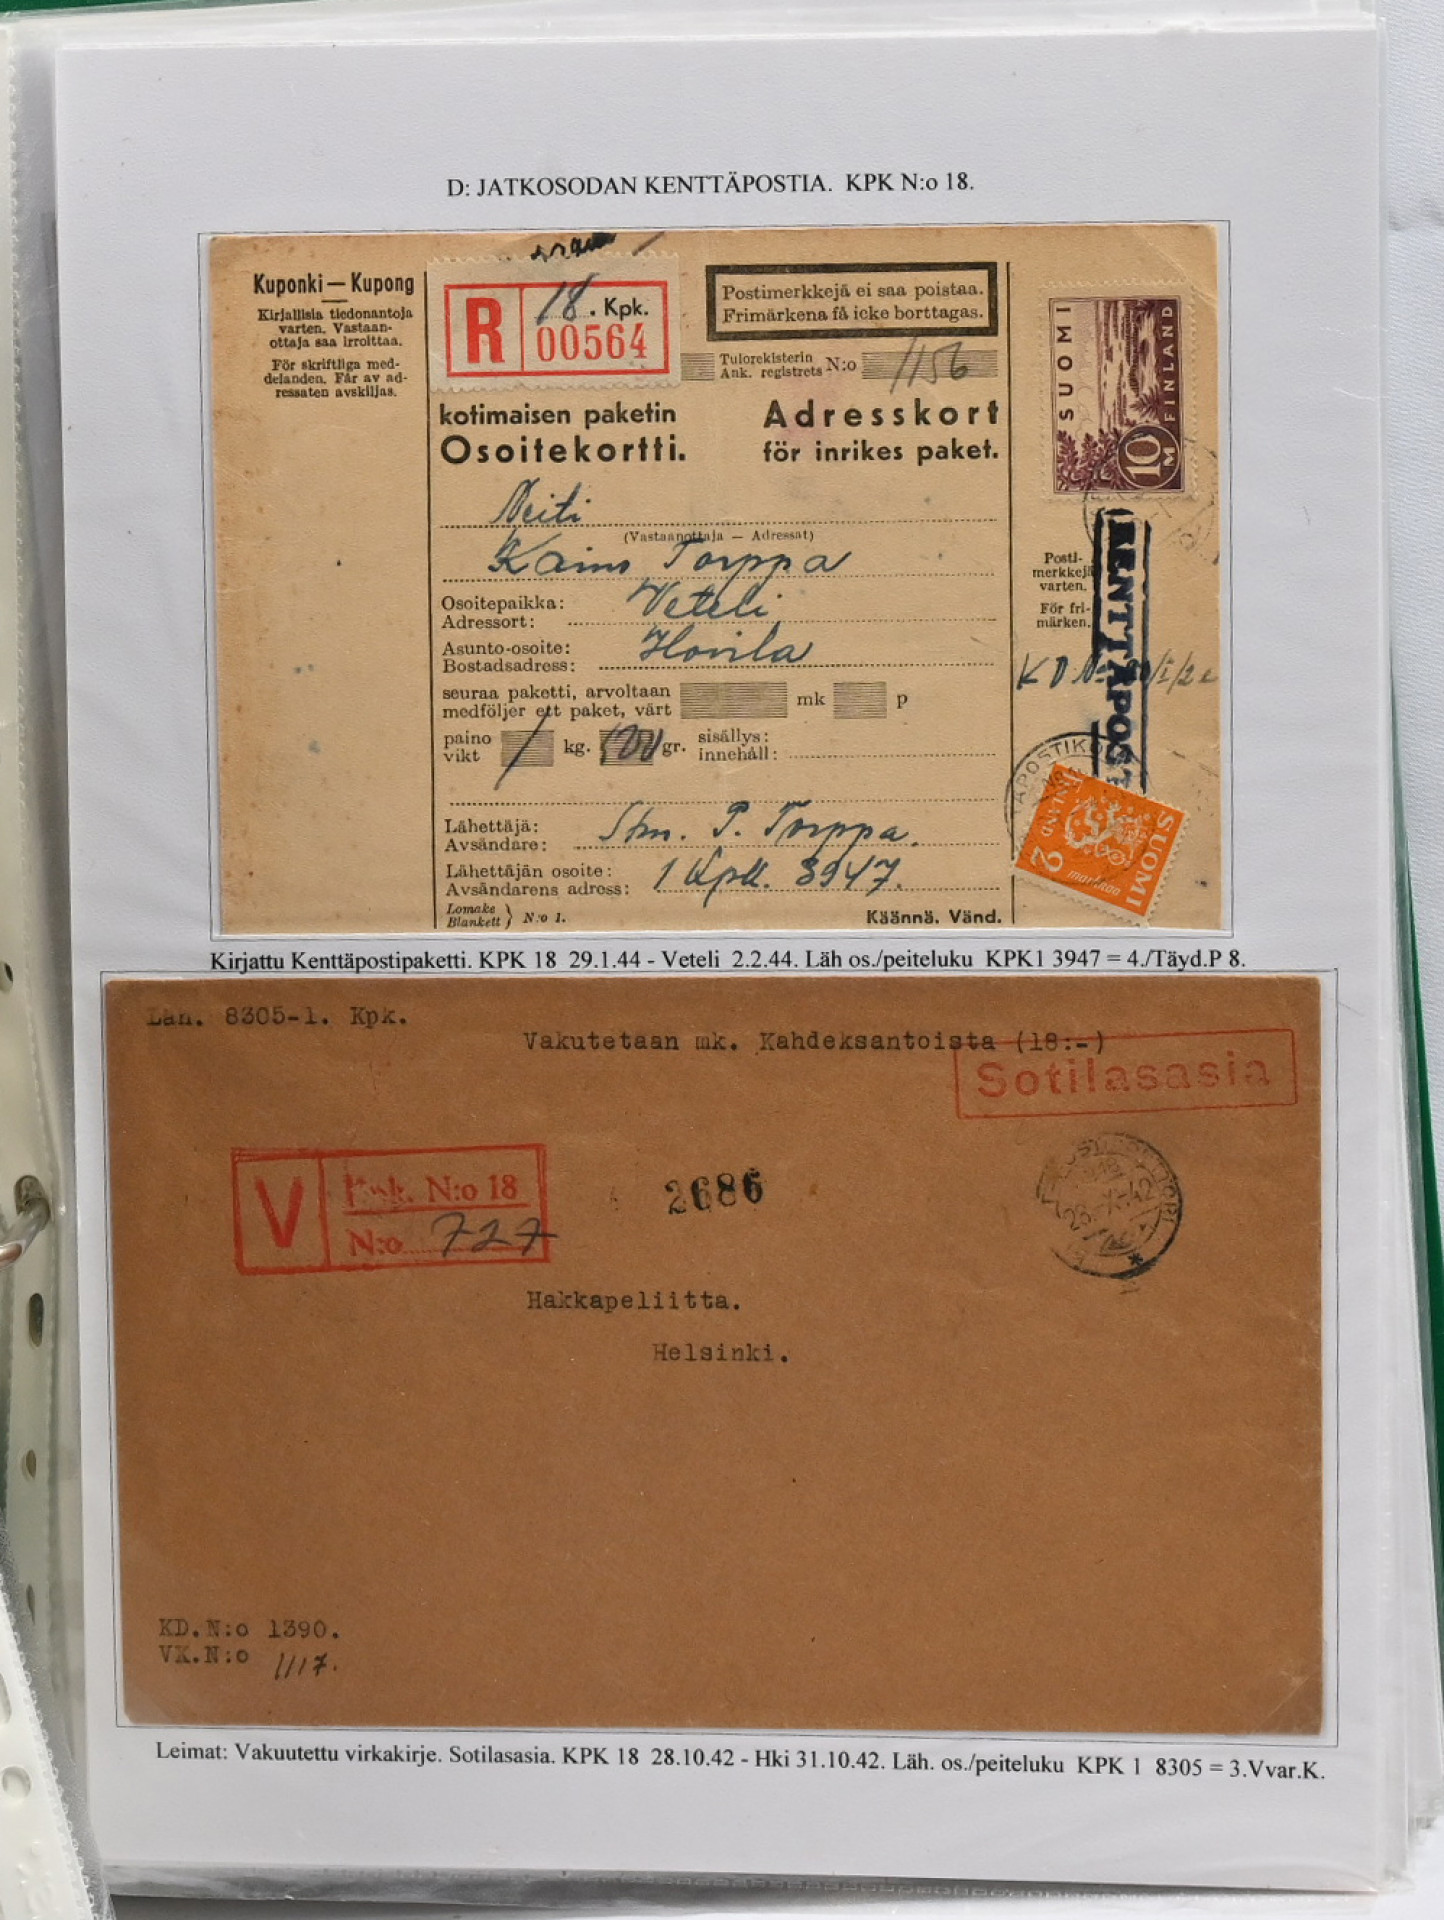 D: JATKOSODAN KENTTÄPOSTIA. KPK N:o 18.
Kuponki — Kupong
Kirjallisia tiedonantoja
varten. Vastaan-
ottaja saa irroittaa.
För skriftliga med-
delanden. Får av ad-
ressaten avskiljas.
R
18. Kpk.
00564
Postimerkkejä ei saa poistaa.
Frimärkena få icke borttagas.
Tulorekisterin
Ank. registrets N:o 1156
kotimaisen paketin
Osoitekortti.
Adresskort
för inrikes paket.
SUOMI
FINLAND
10 M
Neiti
(Vastaanottaja — Adressat)
Torppa
Osoitepaikka:
Adressort:
Veteli
Asunto-osoite:
Bostadsadress:
Hovila
Posti-
merkkejä
varten.
För fri-
märken.
KENTTÄPOST
seuraa paketti, arvoltaan
medföljer ett paket, värt
mk p
paino
vikt
1 kg. gr.
sisällys:
innehåll:
Lähettäjä:
Avsändare:
Stm. P. Torppa.
Lähettäjän osoite:
Avsändarens adress:
1 Kpk. 3947.
Lomake
Blankett } N:o 1.
Käännä. Vänd.
SUOMI
FINLAND
2
markkaa
Kirjattu Kenttäpostipaketti. KPK 18 29.1.44 - Veteli 2.2.44. Läh os./peiteluku KPK1 3947 = 4./Täyd.P 8.
Läh. 8305-1. Kpk.
Vakutetaan mk. Kahdeksantoista (18:-)
Sotilasasia
V
Kpk. N:o 18
N:o 727
2686
Hakkapeliitta.
Helsinki.
KD.N:o 1390.
VK.N:o 1117.
Leimat: Vakuutettu virkakirje. Sotilasasia. KPK 18 28.10.42 - Hki 31.10.42. Läh. os./peiteluku KPK 1 8305 = 3.Vvar.K.